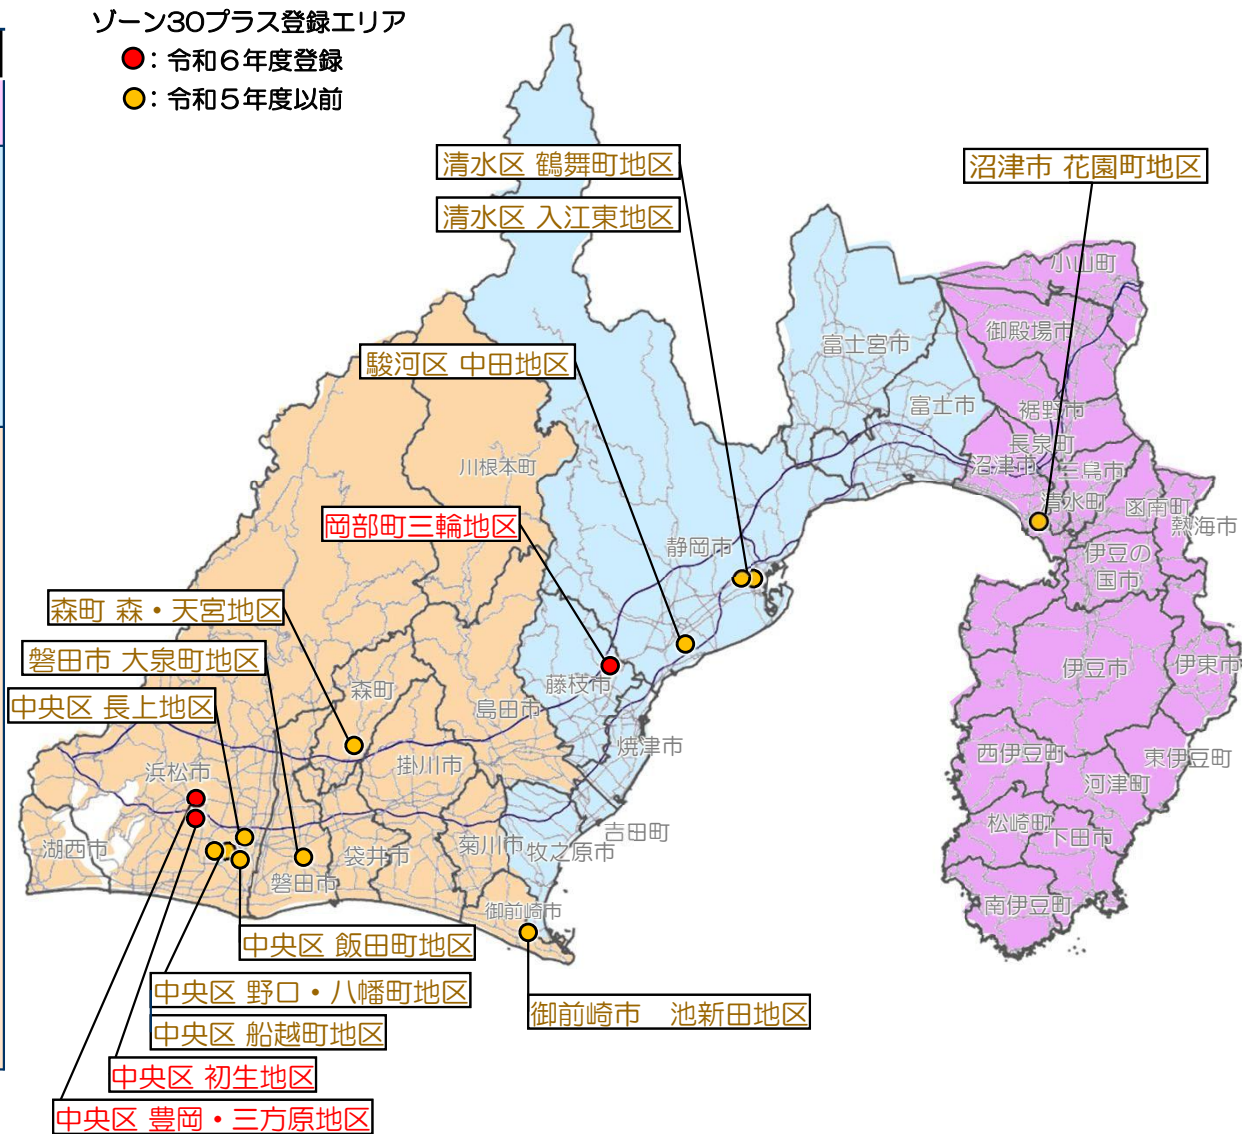 ゾーン30プラス登録エリア
：令和６年度登録
：令和５年度以前
清水区 鶴舞町地区
沼津市 花園町地区
清水区 入江東地区
小山町
御殿場市
富士宮市
駿河区 中田地区
富士市
裾野市
長泉町
川根本町
沼津市
三島市
清水町
函南町
岡部町三輪地区
熱海市
静岡市
伊豆の
国市
森町 森・天宮地区
磐田市 大泉町地区
伊東市
伊豆市
藤枝市
森町
中央区 長上地区
島田市
焼津市
西伊豆町
東伊豆町
掛川市
浜松市
河津町
松崎町
吉田町
下田市
湖西市
袋井市
菊川市
牧之原市
磐田市
南伊豆町
御前崎市
中央区 飯田町地区
中央区 野口・八幡町地区
御前崎市　池新田地区
中央区 船越町地区
中央区 初生地区
中央区 豊岡・三方原地区